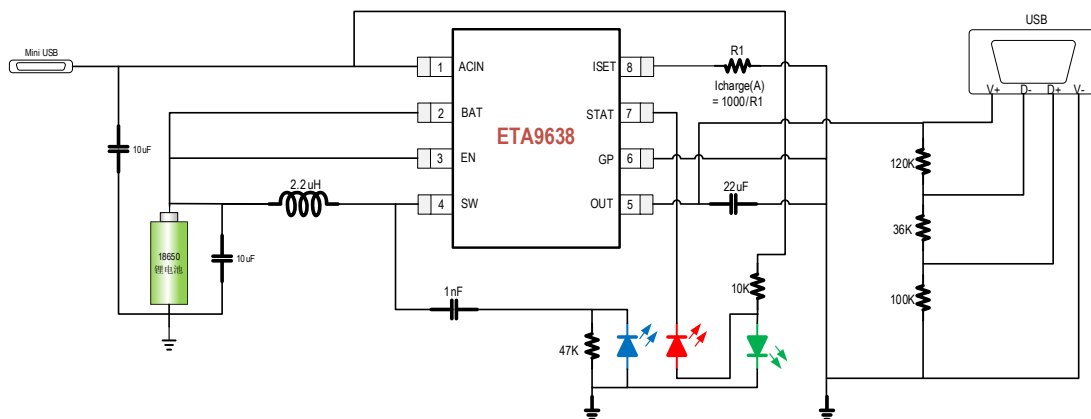 USB
Mini USB
R1
1
ACIN
ISET
8
Icharge(A)
= 1000/R1
V+
D-
D+
V-
2
BAT
STAT
7
ETA9638
10uF
3
EN
GP
6
120K
2.2uH
22uF
4
SW
OUT
5
36K
18650
锂电池
10uF
1nF
10K
100K
47K